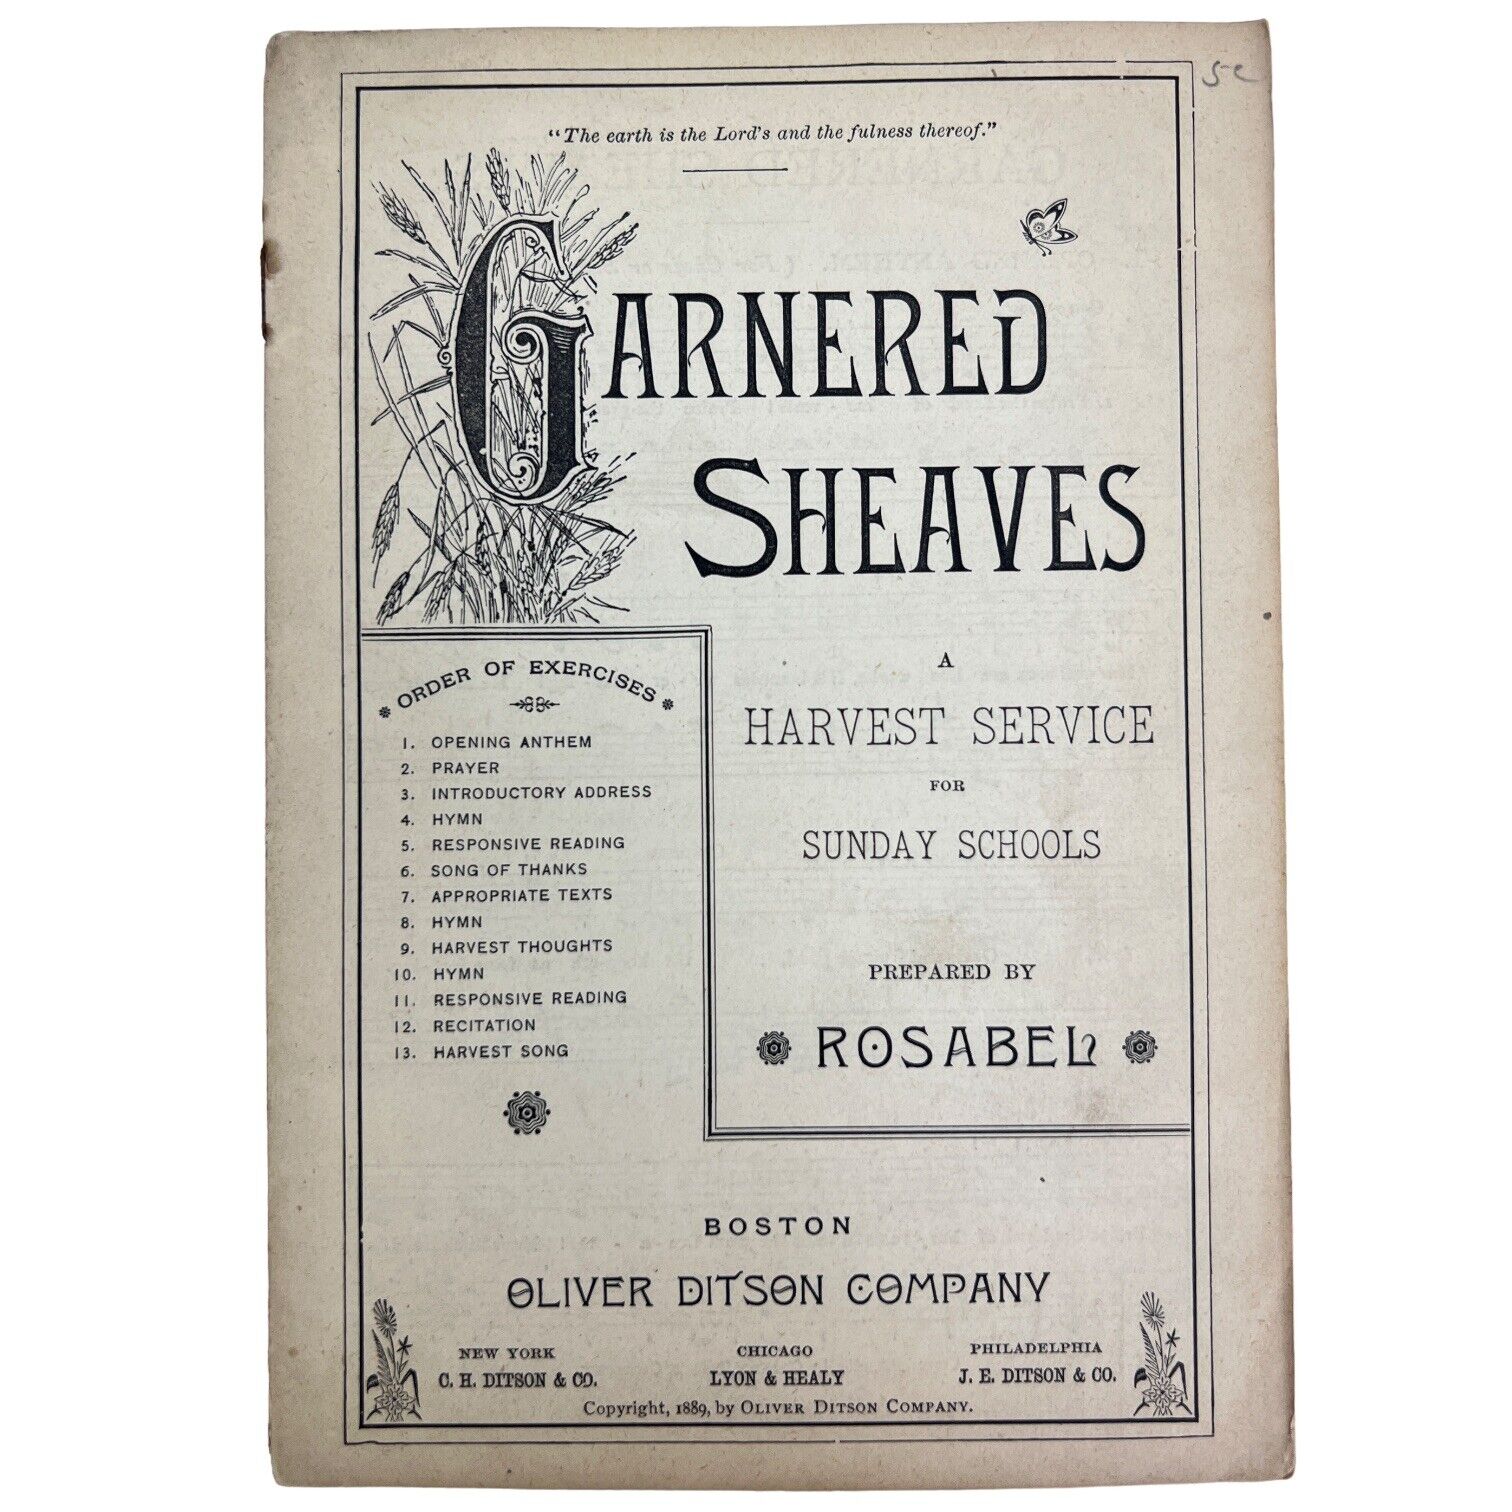 5c
"The earth is the Lord's and the fulness thereof."
GARNERED
SHEAVES
ORDER OF EXERCISES
1. OPENING ANTHEM
2. PRAYER
3. INTRODUCTORY ADDRESS
4. HYMN
5. RESPONSIVE READING
6. SONG OF THANKS
7. APPROPRIATE TEXTS
8. HYMN
9. HARVEST THOUGHTS
10. HYMN
11. RESPONSIVE READING
12. RECITATION
13. HARVEST SONG
A
HARVEST SERVICE
FOR
SUNDAY SCHOOLS
PREPARED BY
ROSABEL
BOSTON
OLIVER DITSON COMPANY
NEW YORK CHICAGO PHILADELPHIA
C. H. DITSON & CO. LYON & HEALY J. E. DITSON & CO.
Copyright, 1889, by OLIVER DITSON COMPANY.